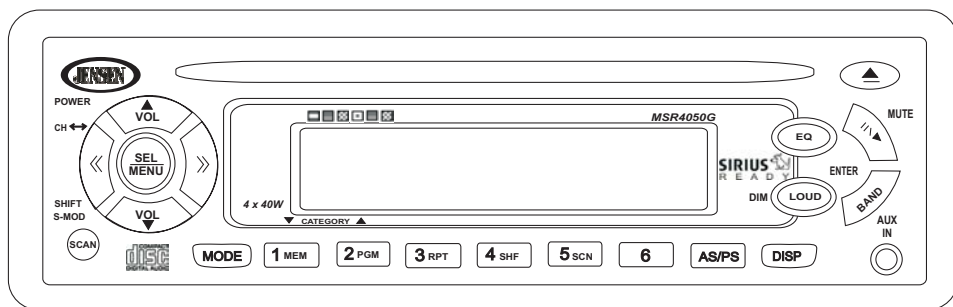 JENSEN
POWER
CH
VOL
SEL
MENU
VOL
SHIFT
S-MOD
SCAN
COMPACT
disc
DIGITAL AUDIO
MSR4050G
4 x 40W
CATEGORY
SIRIUS
READY
EQ
MUTE
ENTER
DIM
LOUD
BAND
AUX
IN
MODE
1 MEM
2 PGM
3 RPT
4 SHF
5 SCN
6
AS/PS
DISP